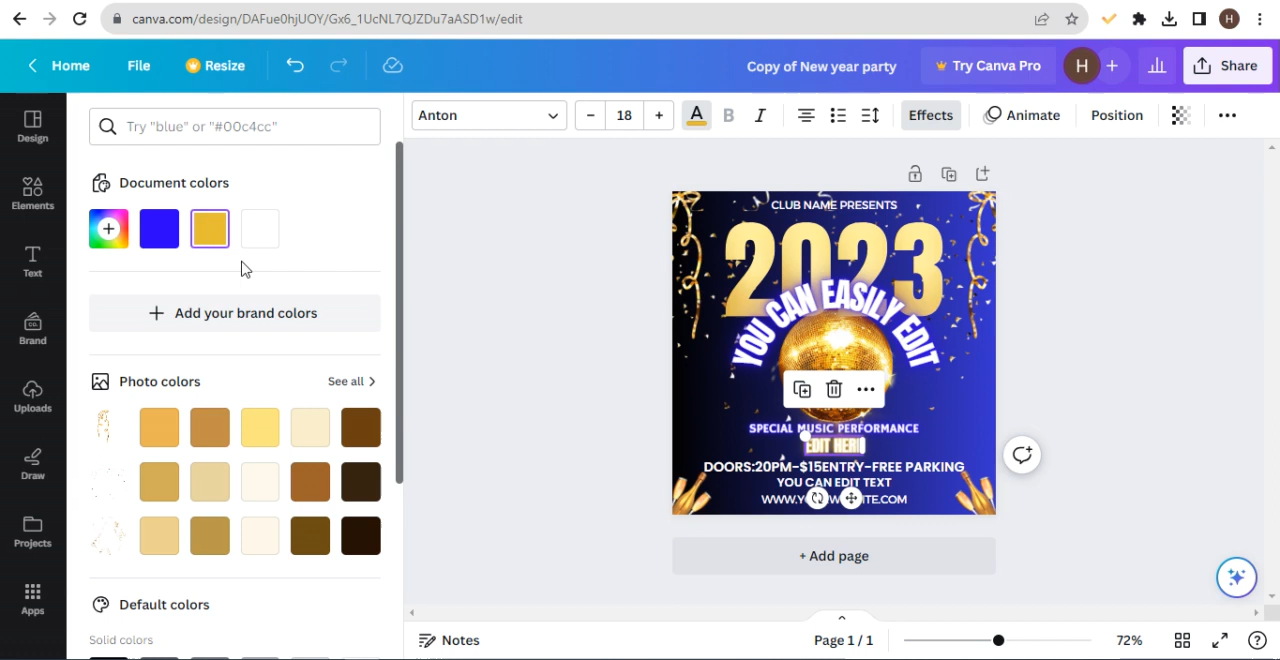 canva.com/design/DAFue0hjUOY/Gx6_1UcNL7QJZDu7aASD1w/edit
H
Home File Resize Copy of New year party Try Canva Pro H + Share
Design
Elements
Text
Brand
Uploads
Draw
Projects
Apps
Try "blue" or "#00c4cc"
Document colors
+ Add your brand colors
Photo colors See all
Default colors
Solid colors
Anton − 18 + A B I Effects Animate Position
CLUB NAME PRESENTS
2023
YOU CAN EASILY EDIT
SPECIAL MUSIC PERFORMANCE
DOORS:20PM-$15ENTRY-FREE PARKING
YOU CAN EDIT TEXT
+ Add page
Notes Page 1 / 1 72% ?